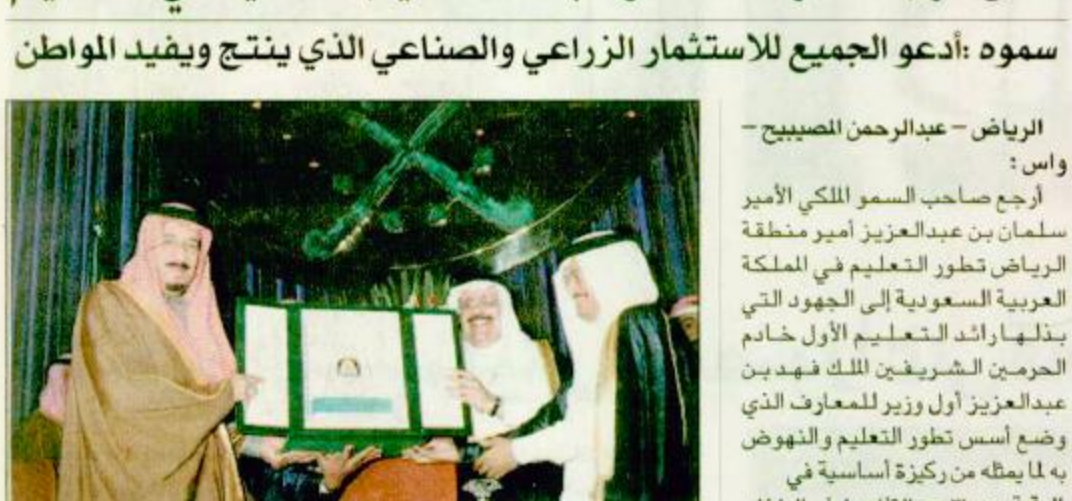 سموه :أدعو الجميع للاستثمار الزراعي والصناعي الذي ينتج ويفيد المواطن
الرياض – عبدالرحمن المصيبيح –
واس :
أرجع صاحب السمو الملكي الأمير
سلمان بن عبدالعزيز أمير منطقة
الرياض تطور التعليم في المملكة
العربية السعودية إلى الجهود التي
بذلها رائد التعليم الأول خادم
الحرمين الشريفين الملك فهد بن
عبدالعزيز أول وزير للمعارف الذي
وضع أسس تطور التعليم والنهوض
به لما يمثله من ركيزة أساسية في